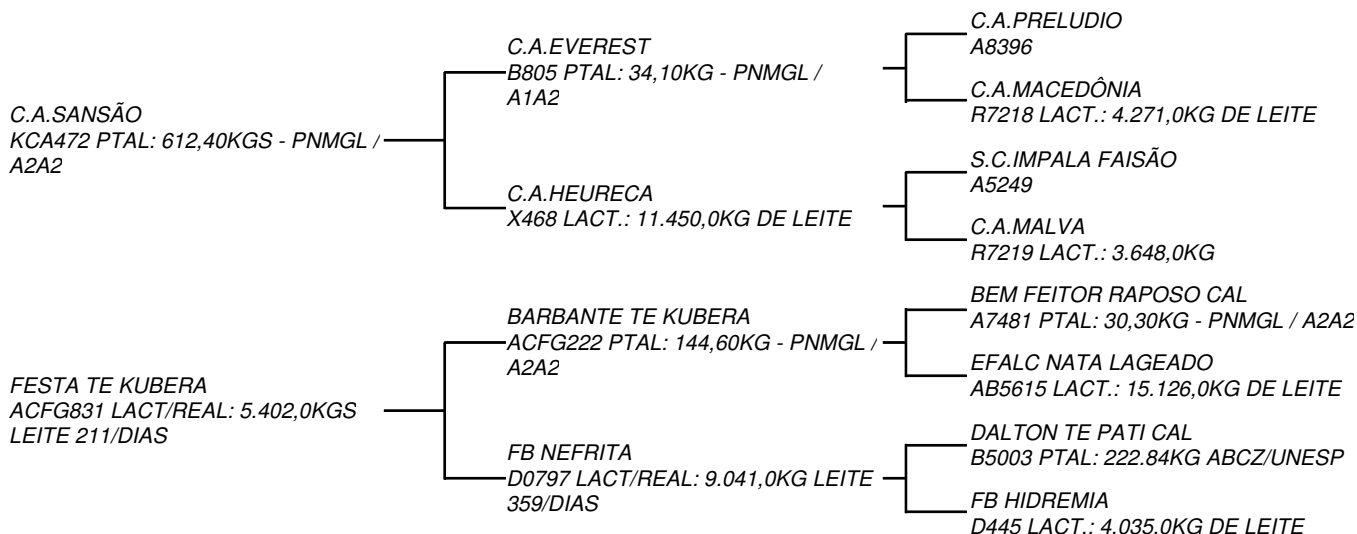 C.A.SANSÃO
KCA472 PTAL: 612,40KGS - PNMGL /
A2A2
FESTA TE KUBERA
ACFG831 LACT/REAL: 5.402,0KGS
LEITE 211/DIAS
C.A.EVEREST
B805 PTAL: 34,10KG - PNMGL /
A1A2
C.A.HEURECA
X468 LACT.: 11.450,0KG DE LEITE
BARBANTE TE KUBERA
ACFG222 PTAL: 144,60KG - PNMGL /
A2A2
FB NEFRITA
D0797 LACT/REAL: 9.041,0KG LEITE
359/DIAS
C.A.PRELUDIO
A8396
C.A.MACEDÔNIA
R7218 LACT.: 4.271,0KG DE LEITE
S.C.IMPALA FAISÃO
A5249
C.A.MALVA
R7219 LACT.: 3.648,0KG
BEM FEITOR RAPOSO CAL
A7481 PTAL: 30,30KG - PNMGL / A2A2
EFALC NATA LAGEADO
AB5615 LACT.: 15.126,0KG DE LEITE
DALTON TE PATI CAL
B5003 PTAL: 222.84KG ABCZ/UNESP
FB HIDREMIA
D445 LACT.: 4.035,0KG DE LEITE